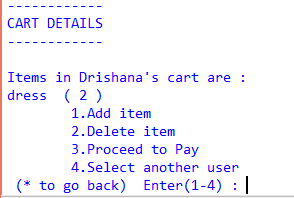 ------------
CART DETAILS
------------
Items in Drishana's cart are :
dress  ( 2 )
1.Add item
2.Delete item
3.Proceed to Pay
4.Select another user
(* to go back)  Enter(1-4) :